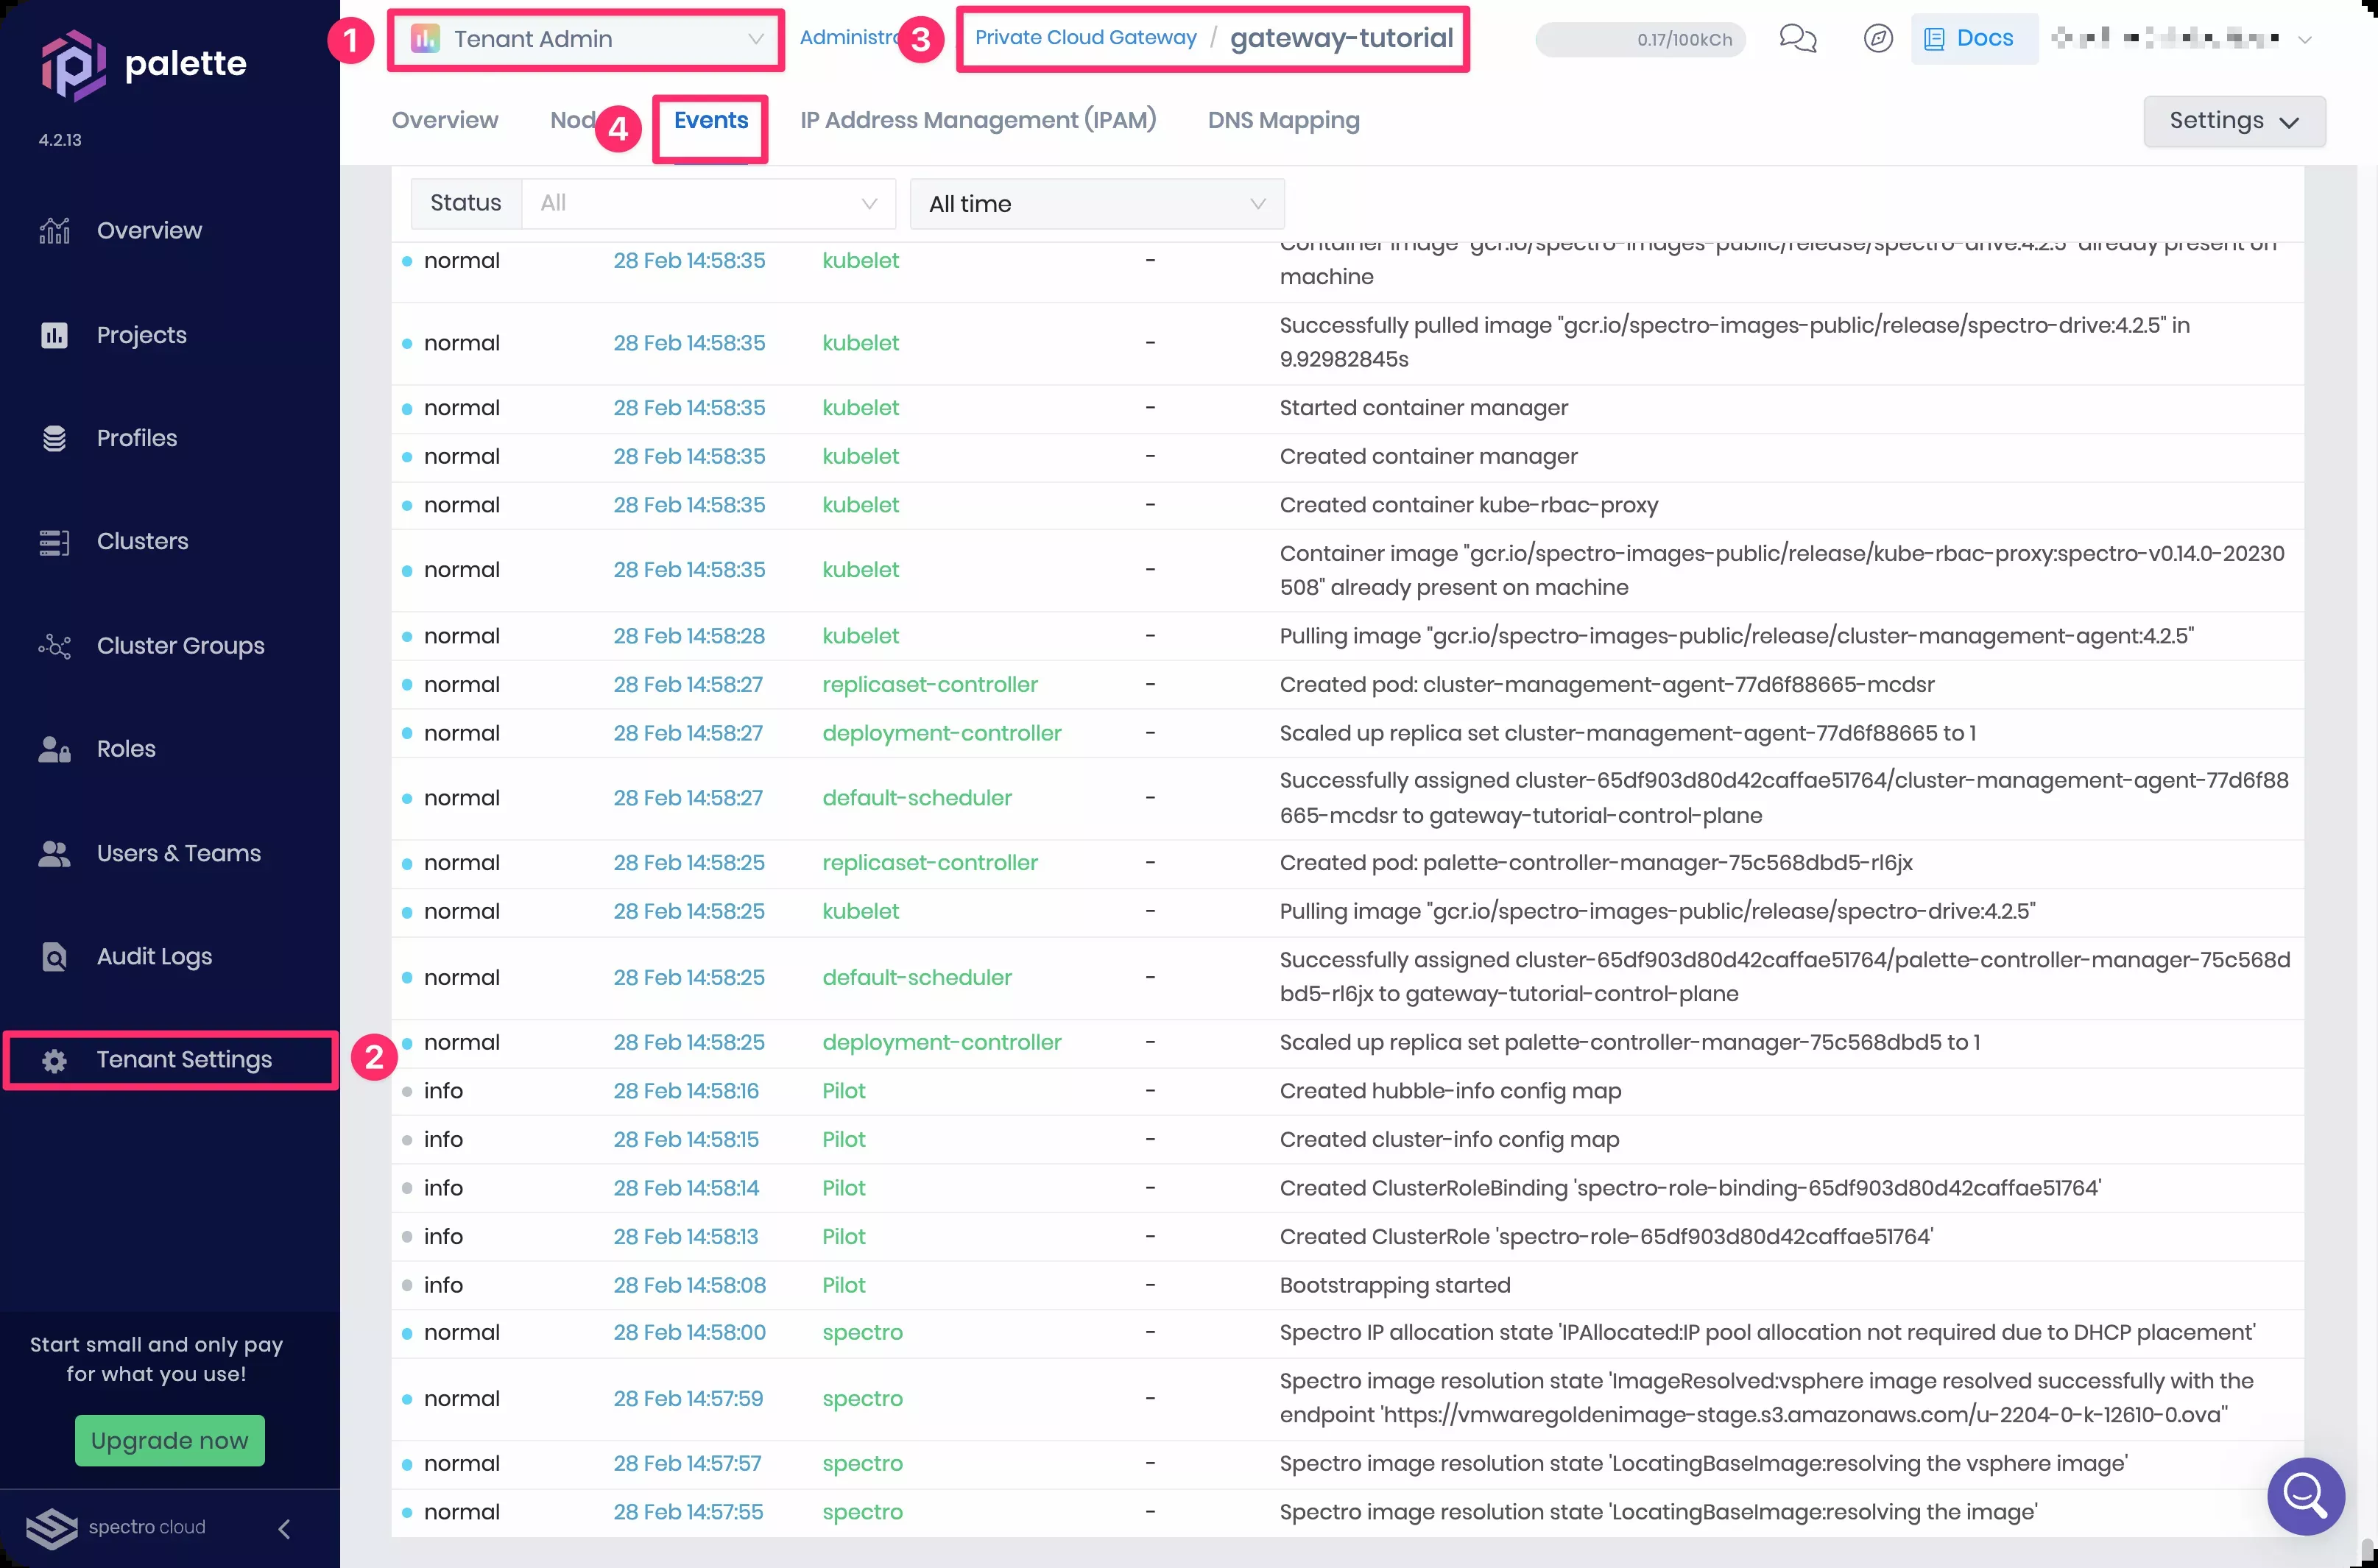 palette
4.2.13
Overview
Projects
Profiles
Clusters
Cluster Groups
Roles
Users & Teams
Audit Logs
Tenant Settings
2
Start small and only pay
for what you use!
Upgrade now
spectro cloud
1
Tenant Admin
3
Private Cloud Gateway / gateway-tutorial
0.17/100kCh
Docs
Overview
4
Events
IP Address Management (IPAM)
DNS Mapping
Settings
Status All
All time
normal 28 Feb 14:58:35 kubelet - Container image "gcr.io/spectro-images-public/release/spectro-drive:4.2.5" already present on
machine
normal 28 Feb 14:58:35 kubelet - Successfully pulled image "gcr.io/spectro-images-public/release/spectro-drive:4.2.5" in
9.92982845s
normal 28 Feb 14:58:35 kubelet - Started container manager
normal 28 Feb 14:58:35 kubelet - Created container manager
normal 28 Feb 14:58:35 kubelet - Created container kube-rbac-proxy
normal 28 Feb 14:58:35 kubelet - Container image "gcr.io/spectro-images-public/release/kube-rbac-proxy:spectro-v0.14.0-20230
508" already present on machine
normal 28 Feb 14:58:28 kubelet - Pulling image "gcr.io/spectro-images-public/release/cluster-management-agent:4.2.5"
normal 28 Feb 14:58:27 replicaset-controller - Created pod: cluster-management-agent-77d6f88665-mcdsr
normal 28 Feb 14:58:27 deployment-controller - Scaled up replica set cluster-management-agent-77d6f88665 to 1
normal 28 Feb 14:58:27 default-scheduler - Successfully assigned cluster-65df903d80d42caffae51764/cluster-management-agent-77d6f88
665-mcdsr to gateway-tutorial-control-plane
normal 28 Feb 14:58:25 replicaset-controller - Created pod: palette-controller-manager-75c568dbd5-rl6jx
normal 28 Feb 14:58:25 kubelet - Pulling image "gcr.io/spectro-images-public/release/spectro-drive:4.2.5"
normal 28 Feb 14:58:25 default-scheduler - Successfully assigned cluster-65df903d80d42caffae51764/palette-controller-manager-75c568d
bd5-rl6jx to gateway-tutorial-control-plane
normal 28 Feb 14:58:25 deployment-controller - Scaled up replica set palette-controller-manager-75c568dbd5 to 1
info 28 Feb 14:58:16 Pilot - Created hubble-info config map
info 28 Feb 14:58:15 Pilot - Created cluster-info config map
info 28 Feb 14:58:14 Pilot - Created ClusterRoleBinding 'spectro-role-binding-65df903d80d42caffae51764'
info 28 Feb 14:58:13 Pilot - Created ClusterRole 'spectro-role-65df903d80d42caffae51764'
info 28 Feb 14:58:08 Pilot - Bootstrapping started
normal 28 Feb 14:58:00 spectro - Spectro IP allocation state 'IPAllocated:IP pool allocation not required due to DHCP placement'
normal 28 Feb 14:57:59 spectro - Spectro image resolution state 'ImageResolved:vsphere image resolved successfully with the
endpoint 'https://vmwaregoldenimage-stage.s3.amazonaws.com/u-2204-0-k-12610-0.ova''
normal 28 Feb 14:57:57 spectro - Spectro image resolution state 'LocatingBaseImage:resolving the vsphere image'
normal 28 Feb 14:57:55 spectro - Spectro image resolution state 'LocatingBaseImage:resolving the image'